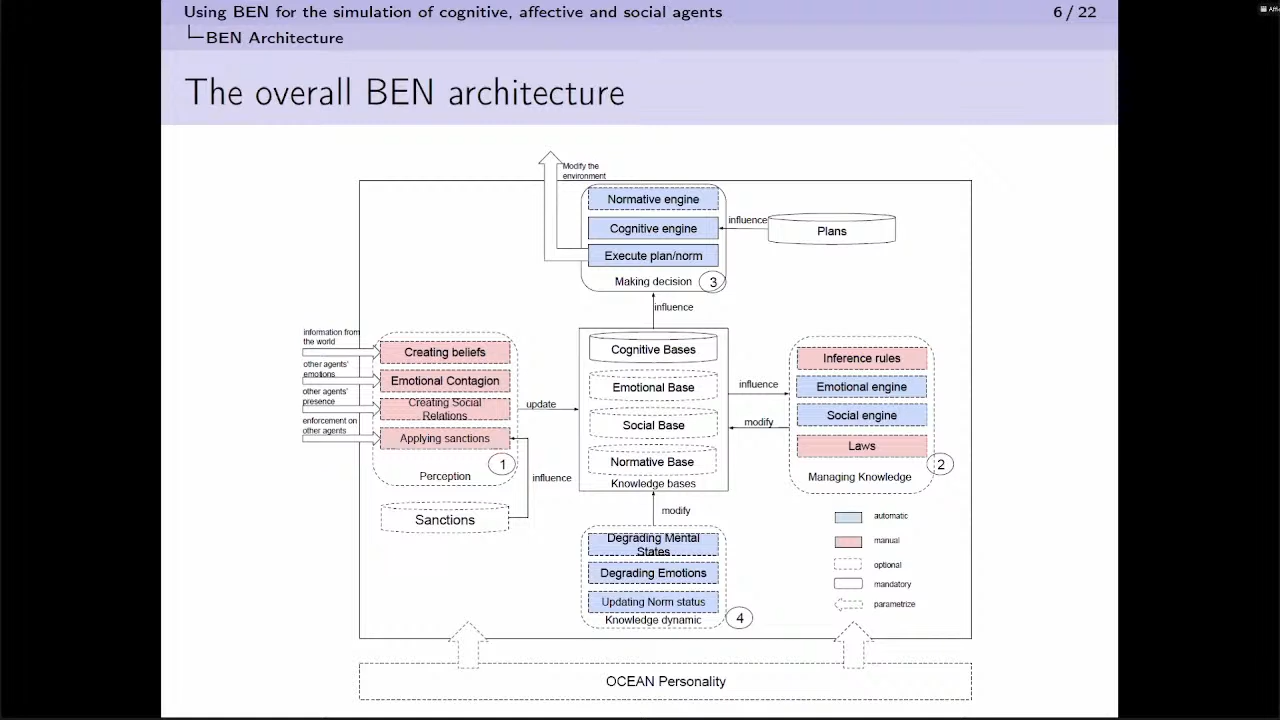 Using BEN for the simulation of cognitive, affective and social agents 6 / 22
BEN Architecture
The overall BEN architecture
Modify the
environment
Normative engine
Cognitive engine
Execute plan/norm
Making decision
3
influence
Plans
influence
information from
the world
other agents'
emotions
other agents'
presence
enforcement on
other agents
Creating beliefs
Emotional Contagion
Creating Social
Relations
Applying sanctions
Perception
1
update
influence
Sanctions
Cognitive Bases
Emotional Base
Social Base
Normative Base
Knowledge bases
influence
modify
Inference rules
Emotional engine
Social engine
Laws
Managing Knowledge
2
modify
Degrading Mental
States
Degrading Emotions
Updating Norm status
Knowledge dynamic
4
automatic
manual
optional
mandatory
parametrize
OCEAN Personality